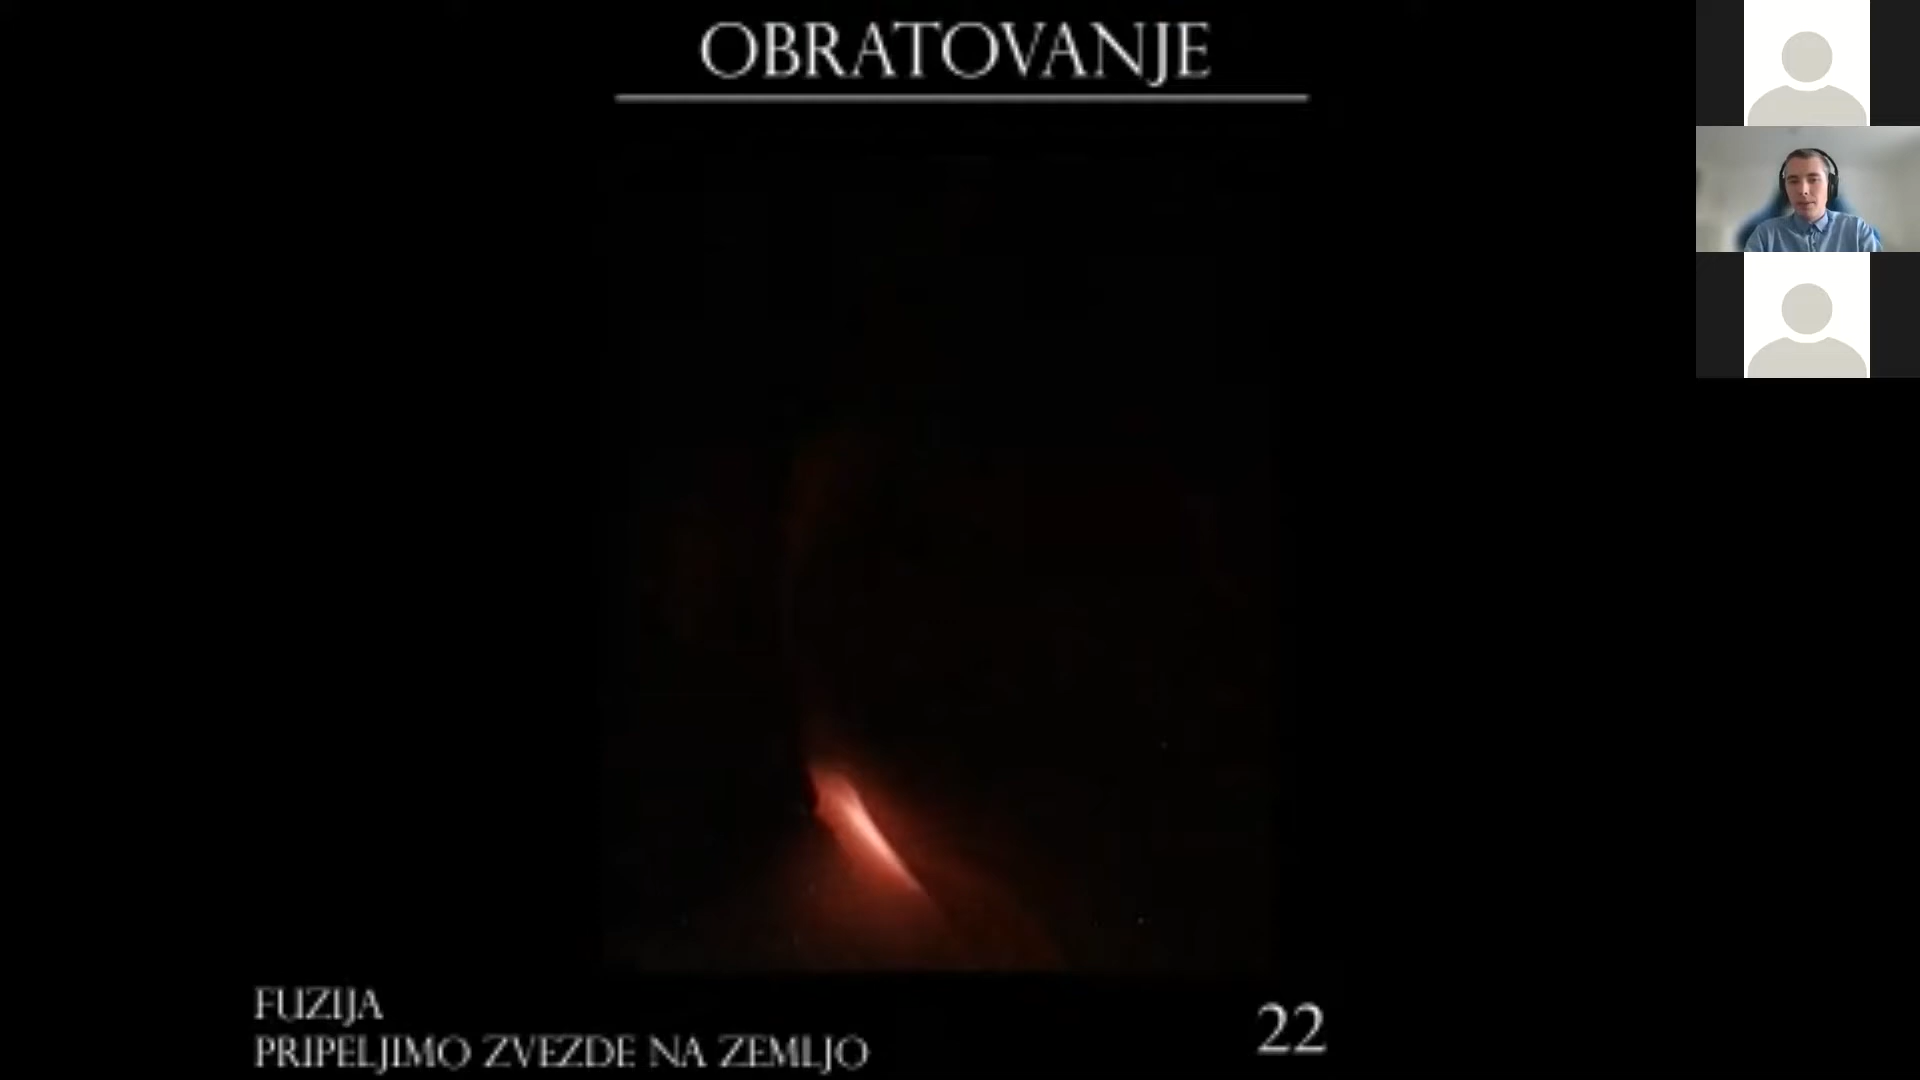 OBRATOVANJE
FUZIJA
PRIPELJIMO ZVEZDE NA ZEMLJO
22